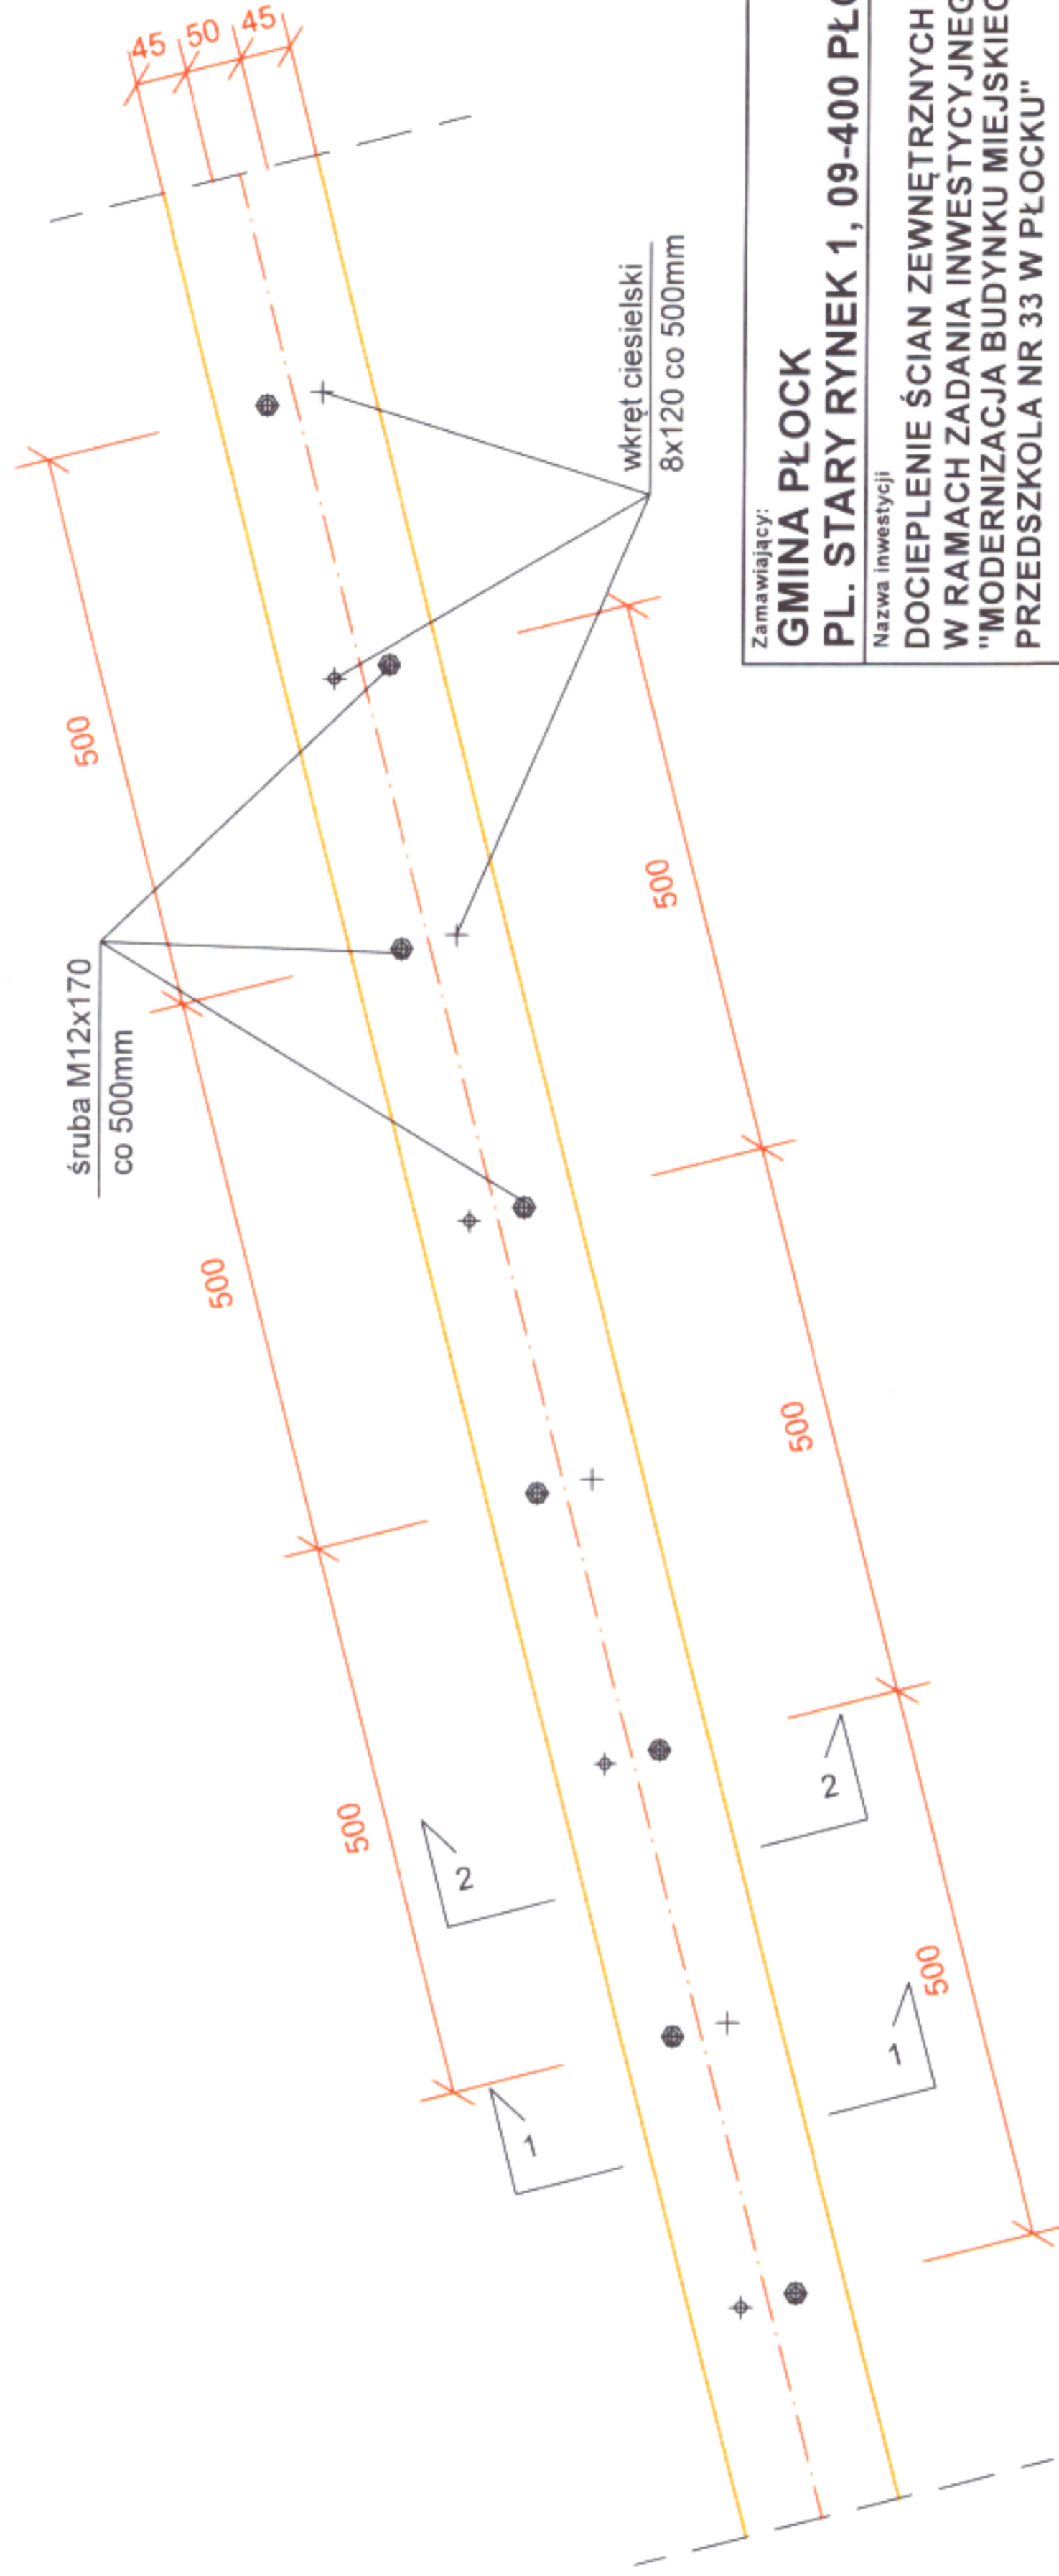 45
50
45
500
500
500
śruba M12x170
co 500mm
wkręt ciesielski
8x120 co 500mm
500
500
500
2
2
1
1
Zamawiający:
GMINA PŁOCK
PL. STARY RYNEK 1, 09-400 PŁO
Nazwa inwestycji
DOCIEPLENIE ŚCIAN ZEWNĘTRZNYCH
W RAMACH ZADANIA INWESTYCYJNEG
"MODERNIZACJA BUDYNKU MIEJSKIEG
PRZEDSZKOLA NR 33 W PŁOCKU"